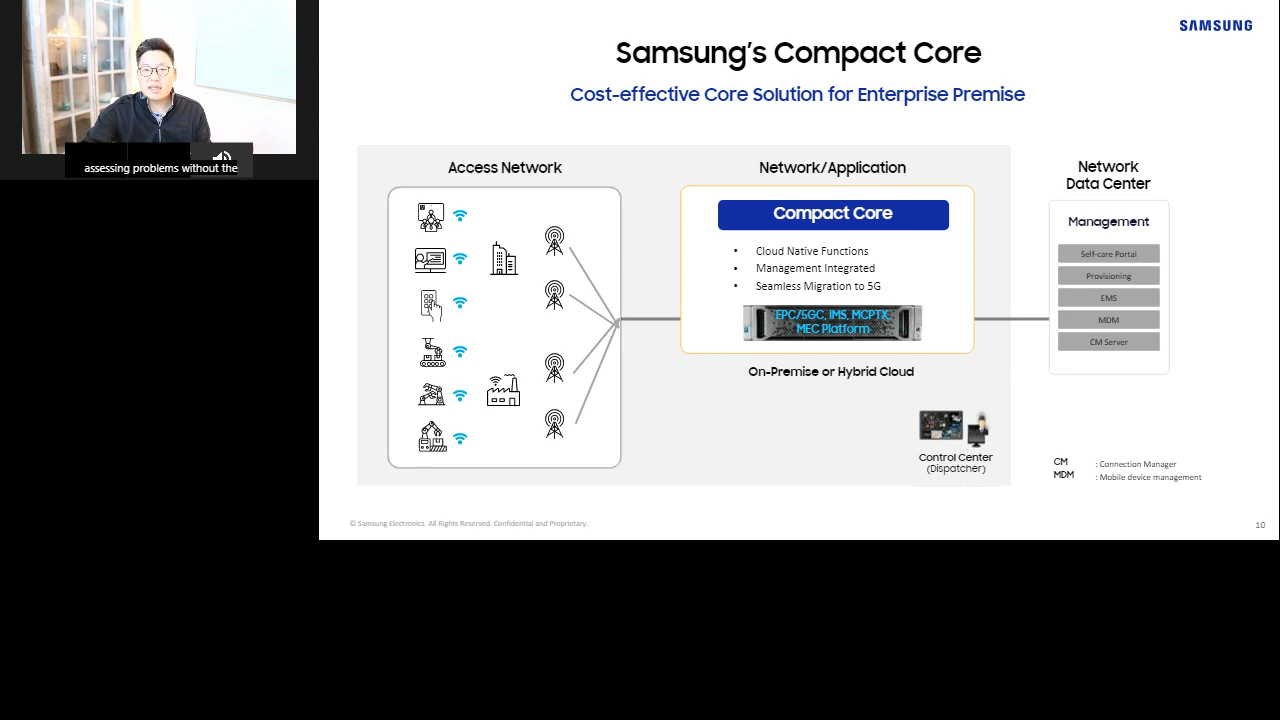 assessing problems without the
SAMSUNG
Samsung's Compact Core
Cost-effective Core Solution for Enterprise Premise
Access Network
Network/Application
Compact Core
• Cloud Native Functions
• Management Integrated
• Seamless Migration to 5G
EPC/5GC, IMS, MCPTX,
MEC Platform
On-Premise or Hybrid Cloud
Control Center
(Dispatcher)
Network
Data Center
Management
Self-care Portal
Provisioning
EMS
MDM
CM Server
CM : Connection Manager
MDM : Mobile device management
© Samsung Electronics. All Rights Reserved. Confidential and Proprietary.
10